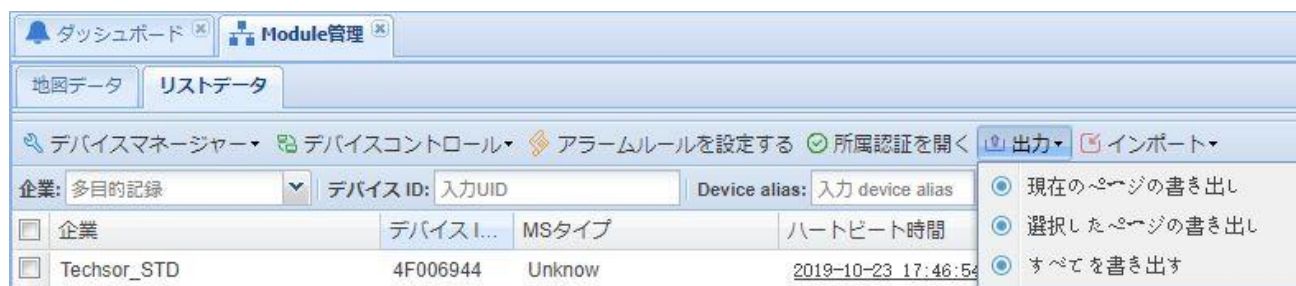 ダッシュボード Module管理
地図データ リストデータ
デバイスマネージャー デバイスコントロール アラームルールを設定する 所属認証を開く 出力 インポート
企業: 多目的記録 デバイス ID: 入力UID Device alias: 入力 device alias
現在のページの書き出し
選択したページの書き出し
すべてを書き出す
企業 デバイス I... MSタイプ ハートビート時間
Techsor_STD 4F006944 Unknow 2019-10-23 17:46:54